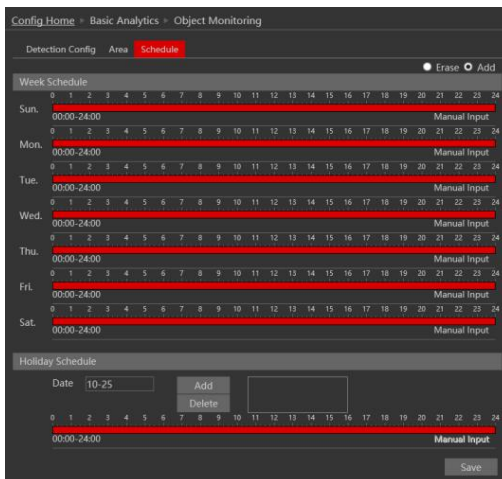 Config Home ▸ Basic Analytics ▸ Object Monitoring
Detection Config Area Schedule
Erase Add
Week Schedule
0 1 2 3 4 5 6 7 8 9 10 11 12 13 14 15 16 17 18 19 20 21 22 23 24
Sun.
00:00-24:00 Manual Input
0 1 2 3 4 5 6 7 8 9 10 11 12 13 14 15 16 17 18 19 20 21 22 23 24
Mon.
00:00-24:00 Manual Input
0 1 2 3 4 5 6 7 8 9 10 11 12 13 14 15 16 17 18 19 20 21 22 23 24
Tue.
00:00-24:00 Manual Input
0 1 2 3 4 5 6 7 8 9 10 11 12 13 14 15 16 17 18 19 20 21 22 23 24
Wed.
00:00-24:00 Manual Input
0 1 2 3 4 5 6 7 8 9 10 11 12 13 14 15 16 17 18 19 20 21 22 23 24
Thu.
00:00-24:00 Manual Input
0 1 2 3 4 5 6 7 8 9 10 11 12 13 14 15 16 17 18 19 20 21 22 23 24
Fri.
00:00-24:00 Manual Input
0 1 2 3 4 5 6 7 8 9 10 11 12 13 14 15 16 17 18 19 20 21 22 23 24
Sat.
00:00-24:00 Manual Input
Holiday Schedule
Date 10-25 Add
Delete
0 1 2 3 4 5 6 7 8 9 10 11 12 13 14 15 16 17 18 19 20 21 22 23 24
00:00-24:00 Manual Input
Save